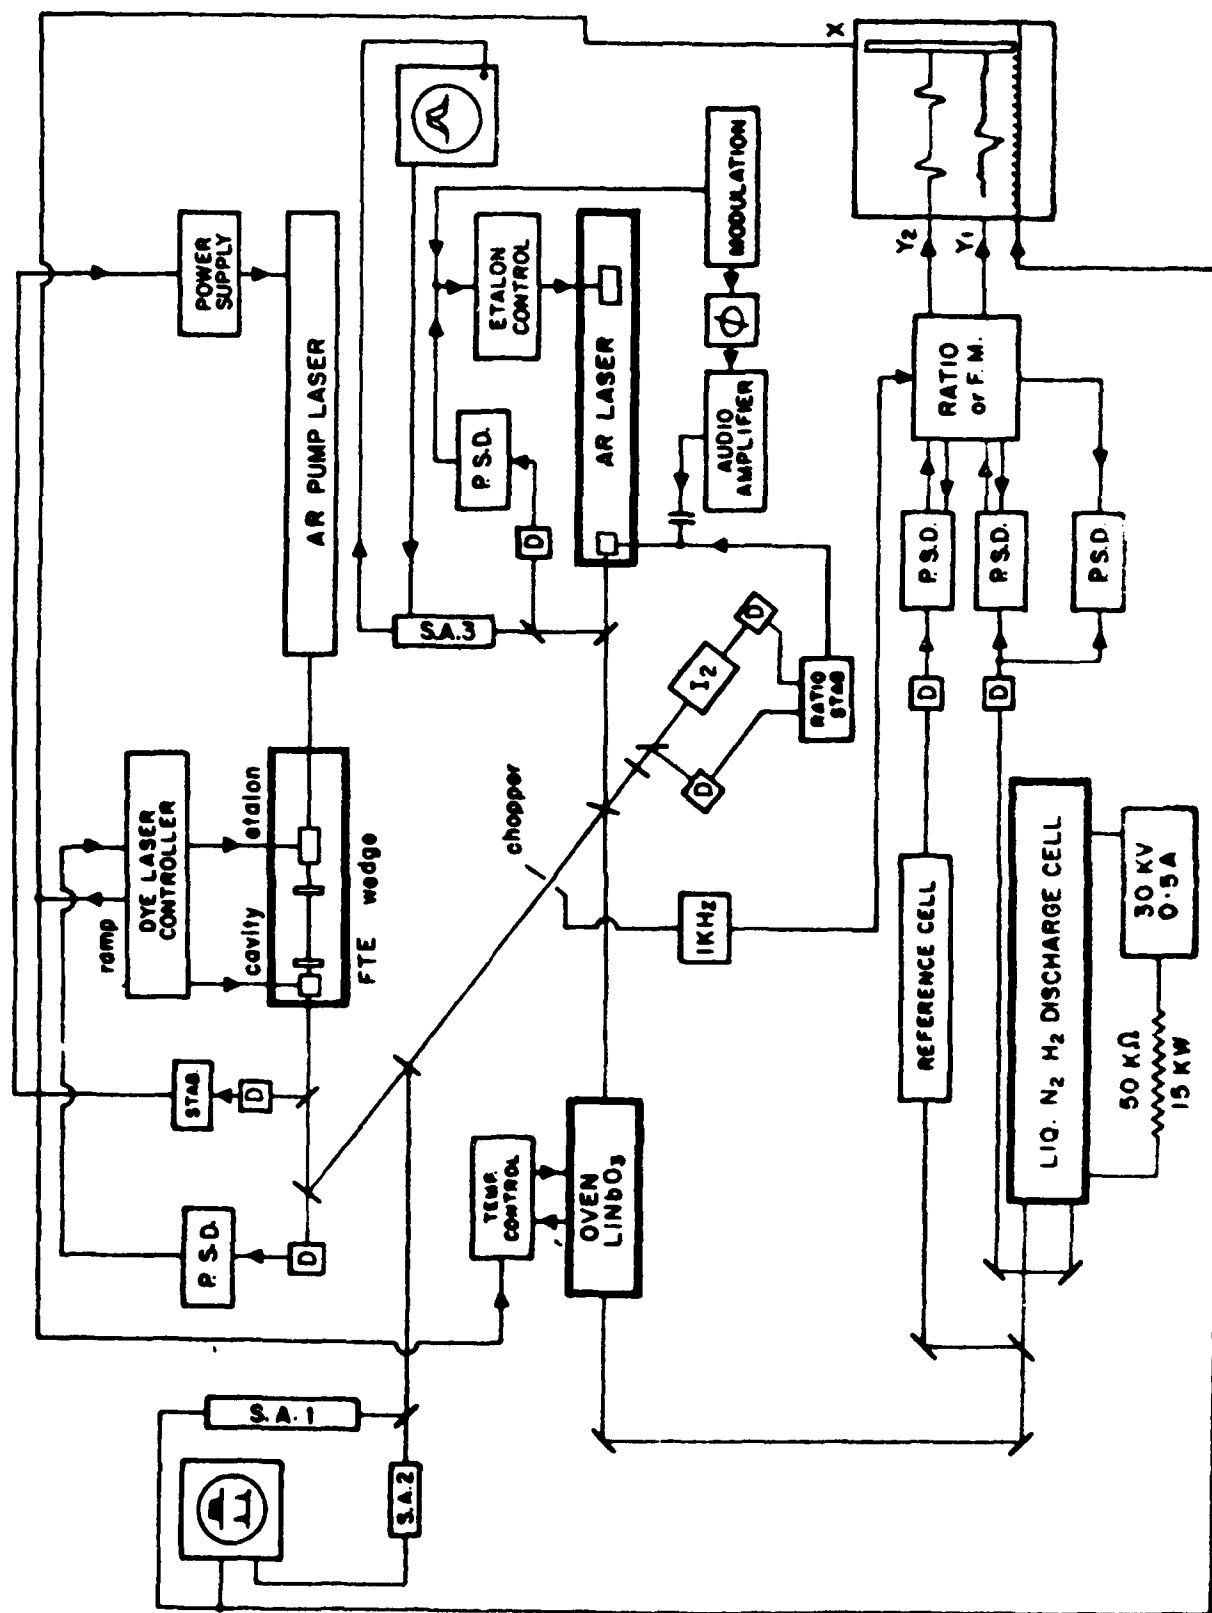 POWER
SUPPLY
AR PUMP LASER
DYE LASER
CONTROLLER
ramp
etalon
cavity
FTE wedge
STAB.
D
D
P.S.D.
S.A.1
S.A.2
S.A.3
P.S.D.
D
ETALON
CONTROL
AR LASER
MODULATION
Φ
AUDIO
AMPLIFIER
chopper
I2
D
D
RATIO
STAB
1KHz
TEMP.
CONTROL
OVEN
LINbO3
X
Y2
Y1
RATIO
or F.M.
P.S.D.
P.S.D.
P.S.D.
D
D
REFERENCE CELL
LIQ. N2 H2 DISCHARGE CELL
30 KV
0.5A
50 KΩ
15 KW